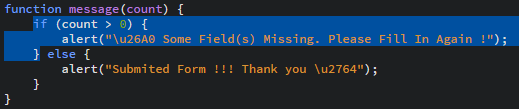 function message(count) {
if (count > 0) {
alert("\u26A0 Some Field(s) Missing. Please Fill In Again !");
} else {
alert("Submited Form !!! Thank you \u2764");
}
}